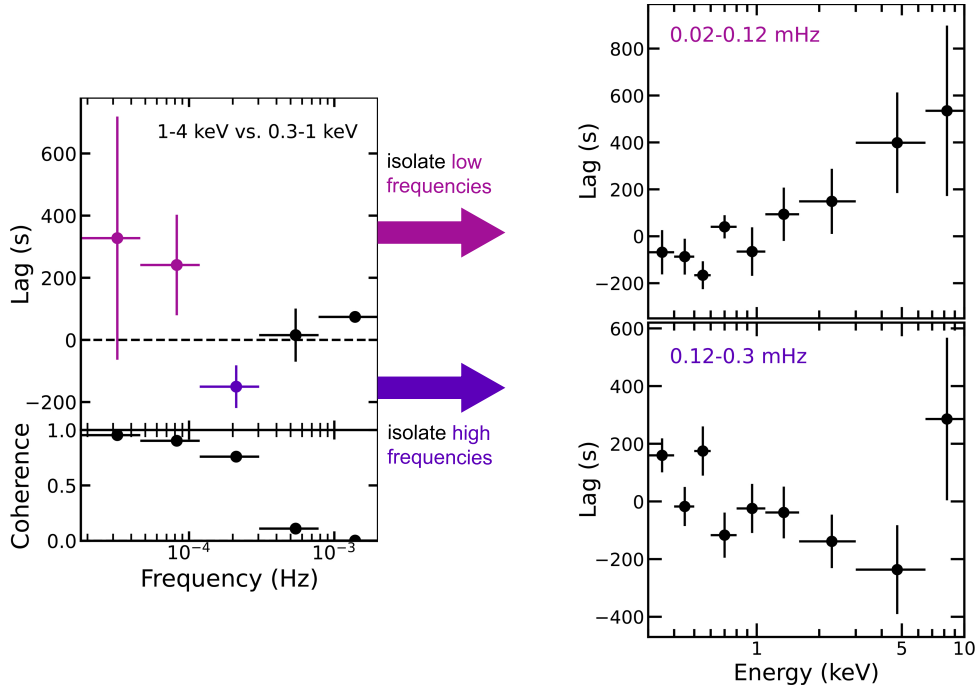 1-4 keV vs. 0.3-1 keV
Lag (s)
600
400
200
0
−200
Coherence
1.0
0.5
0.0
10⁻⁴
10⁻³
Frequency (Hz)
isolate low
frequencies
isolate high
frequencies
0.02-0.12 mHz
Lag (s)
800
600
400
200
0
−200
0.12-0.3 mHz
Lag (s)
600
400
200
0
−200
−400
1
5
10
Energy (keV)